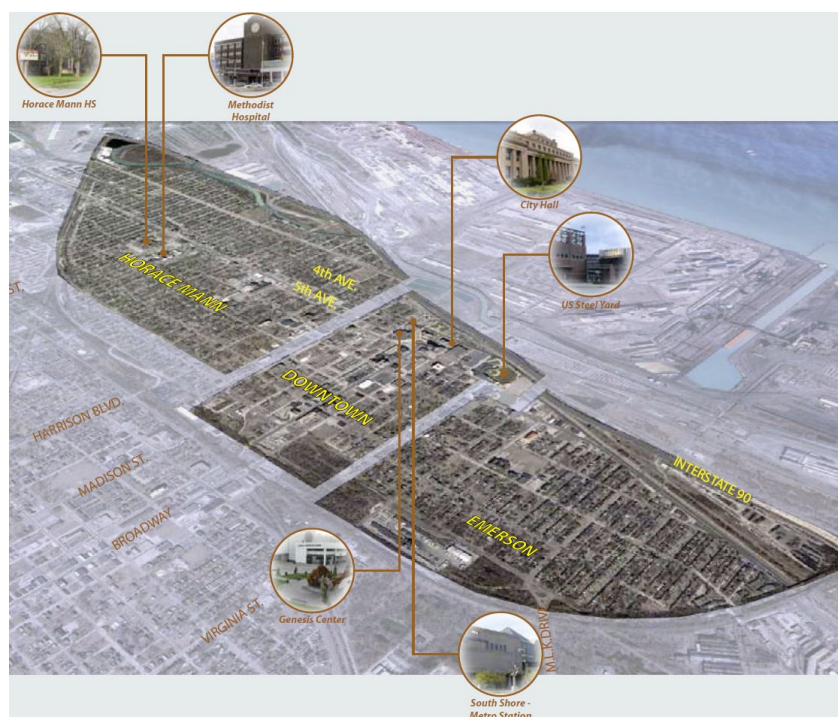 Horace Mann HS
Methodist
Hospital
City Hall
US Steel Yard
HORACE MANN
4th AVE.
5th AVE.
DOWNTOWN
EMERSON
INTERSTATE 90
ST.
HARRISON BLVD.
MADISON ST.
BROADWAY
VIRGINIA ST.
M.L.K.DRIVE
Genesis Center
South Shore -
Metro Station